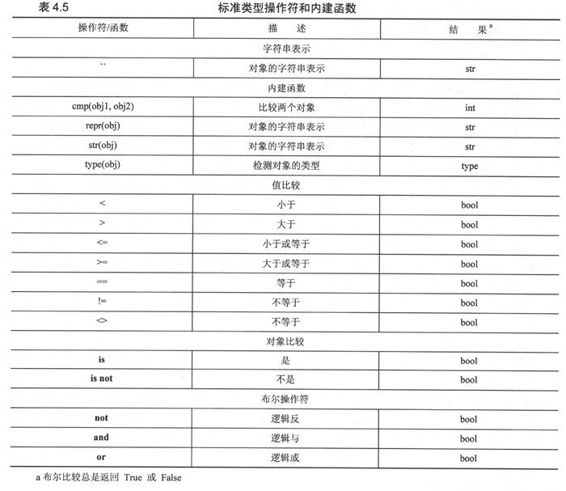 表 4.5 标准类型操作符和内建函数
操作符/函数 描 述 结 果 a
字符串表示
`` 对象的字符串表示 str
内建函数
cmp(obj1, obj2) 比较两个对象 int
repr(obj) 对象的字符串表示 str
str(obj) 对象的字符串表示 str
type(obj) 检测对象的类型 type
值比较
< 小于 bool
> 大于 bool
<= 小于或等于 bool
>= 大于或等于 bool
== 等于 bool
!= 不等于 bool
<> 不等于 bool
对象比较
is 是 bool
is not 不是 bool
布尔操作符
not 逻辑反 bool
and 逻辑与 bool
or 逻辑或 bool
a 布尔比较总是返回 True 或 False